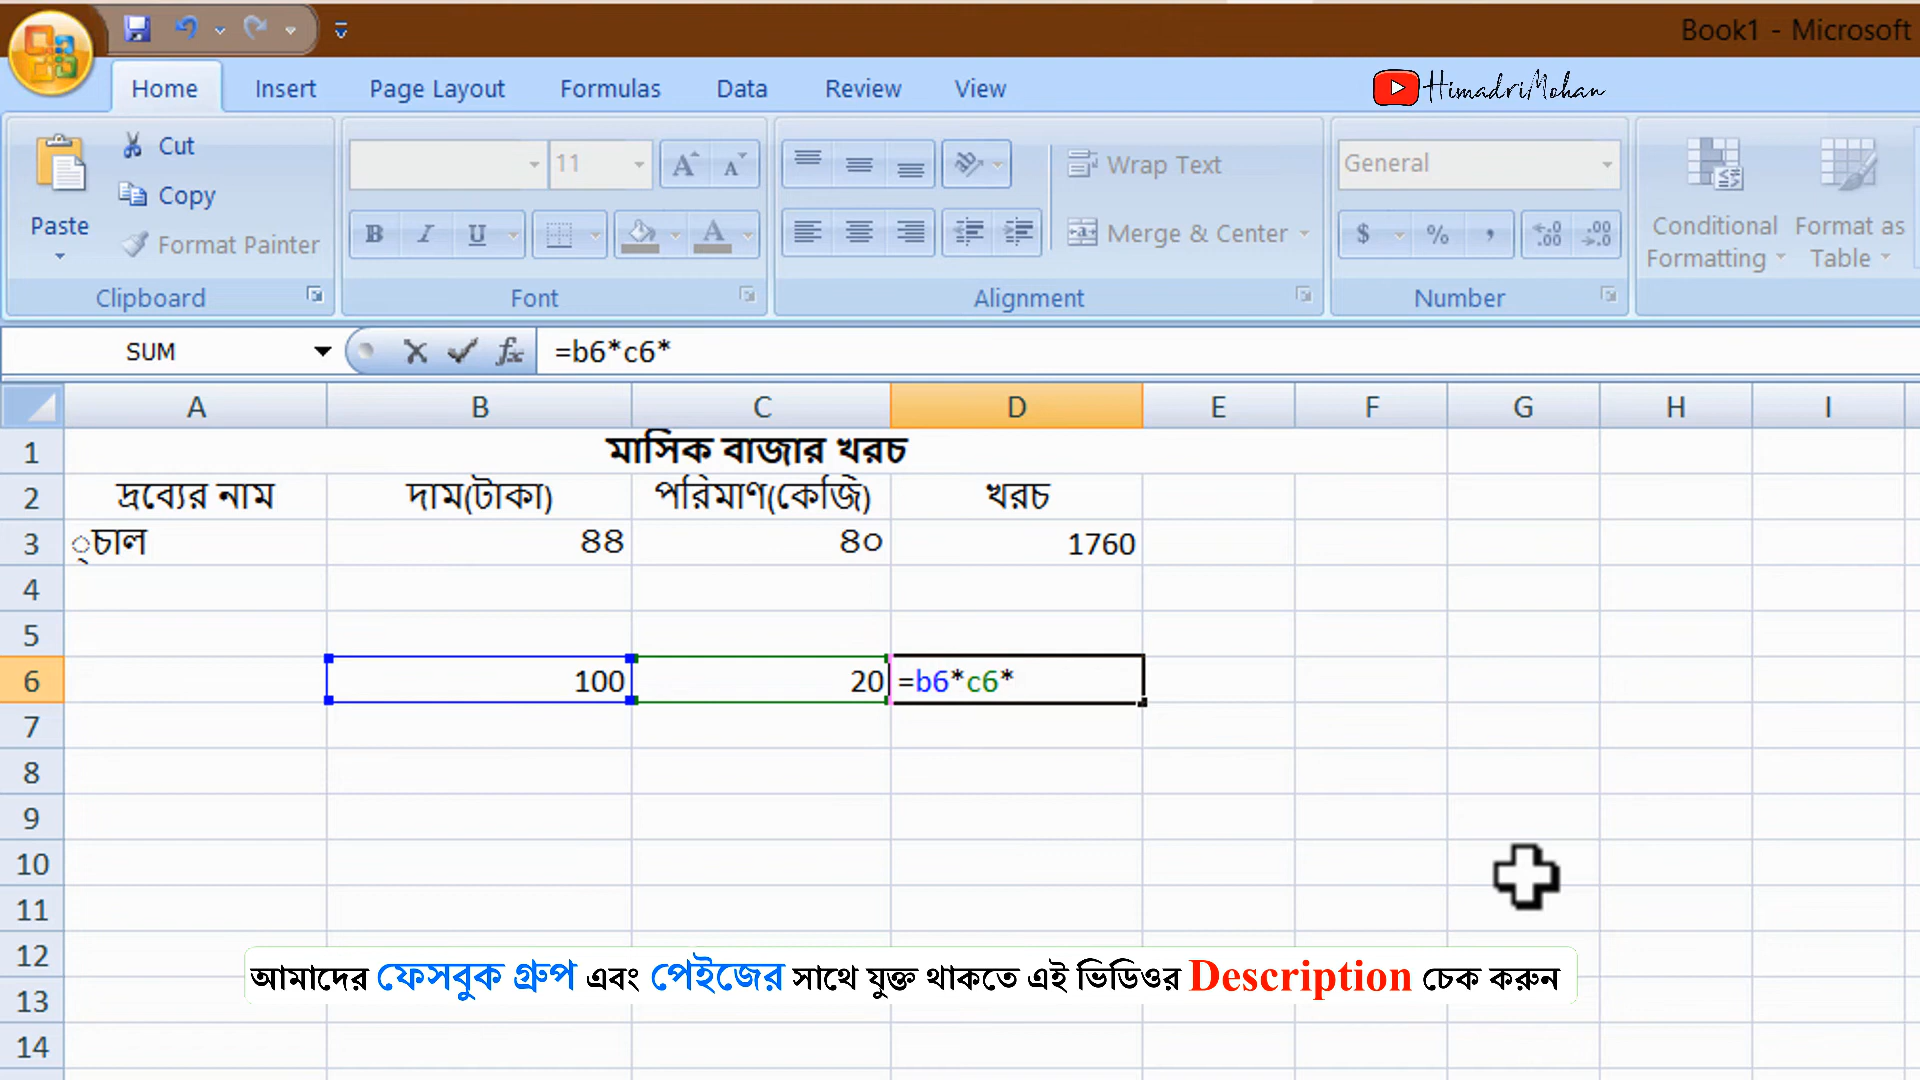 Book1 - Microsoft
Home Insert Page Layout Formulas Data Review View
HimadriMohan
Paste
Cut
Copy
Format Painter
Clipboard
11
A A
B I U A
Font
Wrap Text
Merge & Center
Alignment
General
$ % , .00 .00
Number
Conditional Formatting
Format as Table
SUM fx =b6*c6*
A B C D E F G H I
1 মাসিক বাজার খরচ
2 দ্রব্যের নাম দাম(টাকা) পরিমাণ(কেজি) খরচ
3 ্চাল ৪৪ ৪০ 1760
4
5
6 100 20 =b6*c6*
7
8
9
10
11
12
আমাদের ফেসবুক গ্রুপ এবং পেইজের সাথে যুক্ত থাকতে এই ভিডিওর Description চেক করুন
13
14